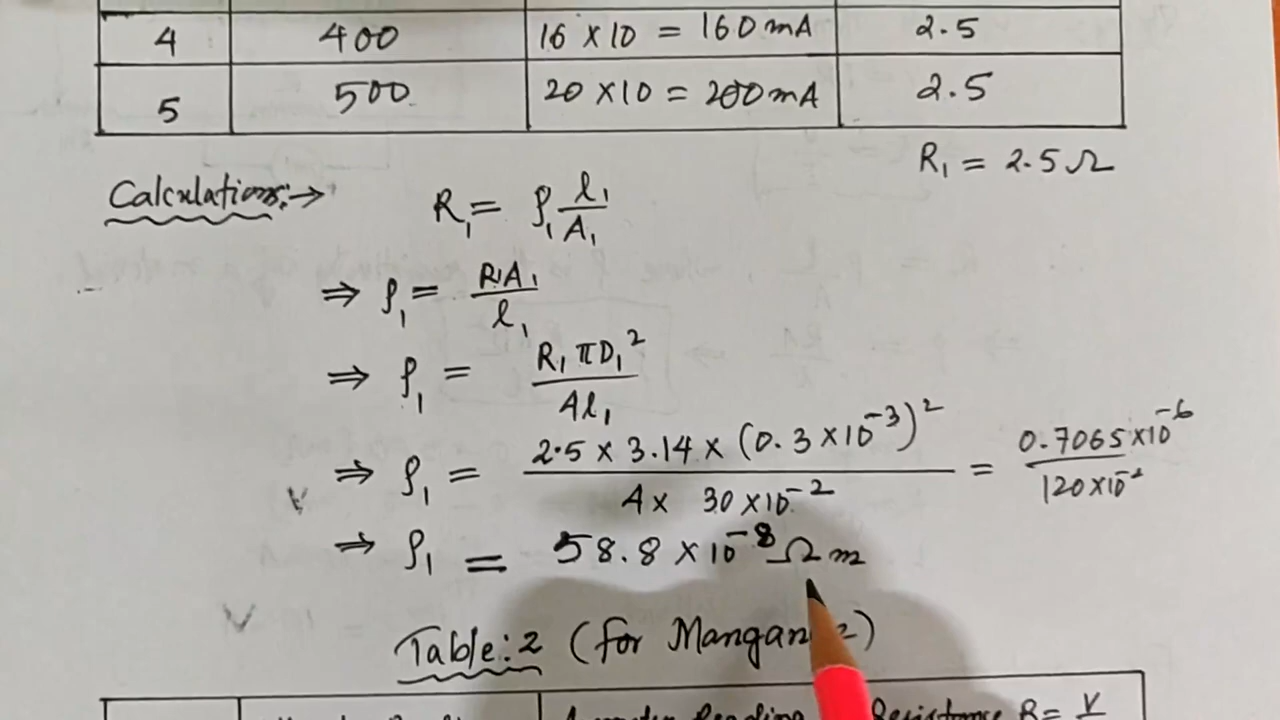 4 400 16 × 10 = 160 mA 2.5
5 500 20 × 10 = 200 mA 2.5
R₁ = 2.5 Ω
Calculations:→ R₁ = ρ₁ l₁/A₁
⇒ ρ₁ = R₁A₁/l₁
⇒ ρ₁ = R₁ π D₁²/4l₁
⇒ ρ₁ = 2.5 × 3.14 × (0.3 × 10⁻³)²/4 × 30 × 10⁻² = 0.7065 × 10⁻⁶/120 × 10⁻²
⇒ ρ₁ = 58.8 × 10⁻⁸ Ω m
Table:2 (for
Resistance R = V